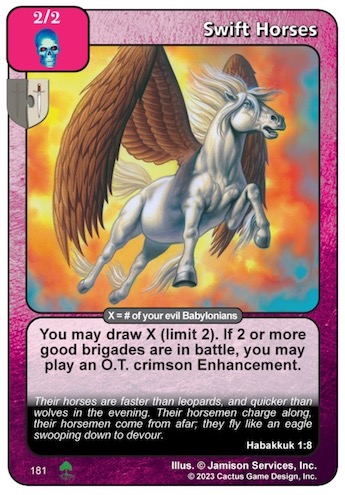 2/2
Swift Horses
X = # of your evil Babylonians
You may draw X (limit 2). If 2 or more
good brigades are in battle, you may
play an O.T. crimson Enhancement.
Their horses are faster than leopards, and quicker than
wolves in the evening. Their horsemen charge along,
their horsemen come from afar; they fly like an eagle
swooping down to devour.
Habakkuk 1:8
181
Illus. © Jamison Services, Inc.
© 2023 Cactus Game Design, Inc.